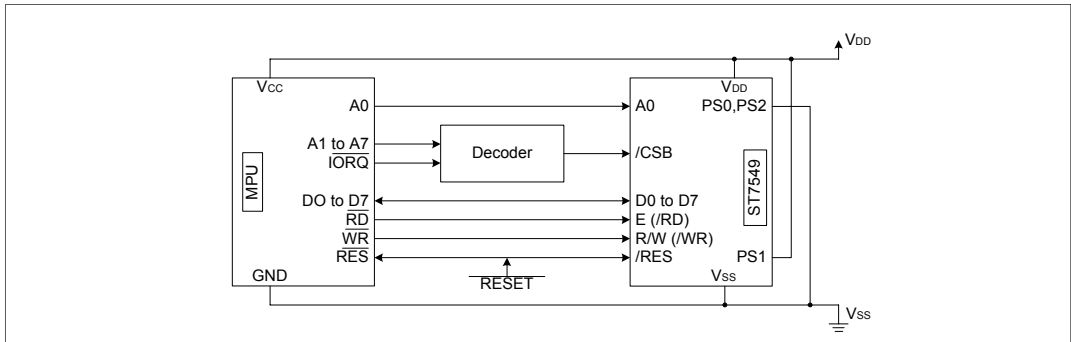 VDD
VCC
VDD
A0
A0
PS0,PS2
A1 to A7
IORQ
Decoder
/CSB
MPU
ST7549
DO to D7
D0 to D7
RD
E (/RD)
WR
R/W (/WR)
RES
/RES
PS1
RESET
GND
VSS
VSS